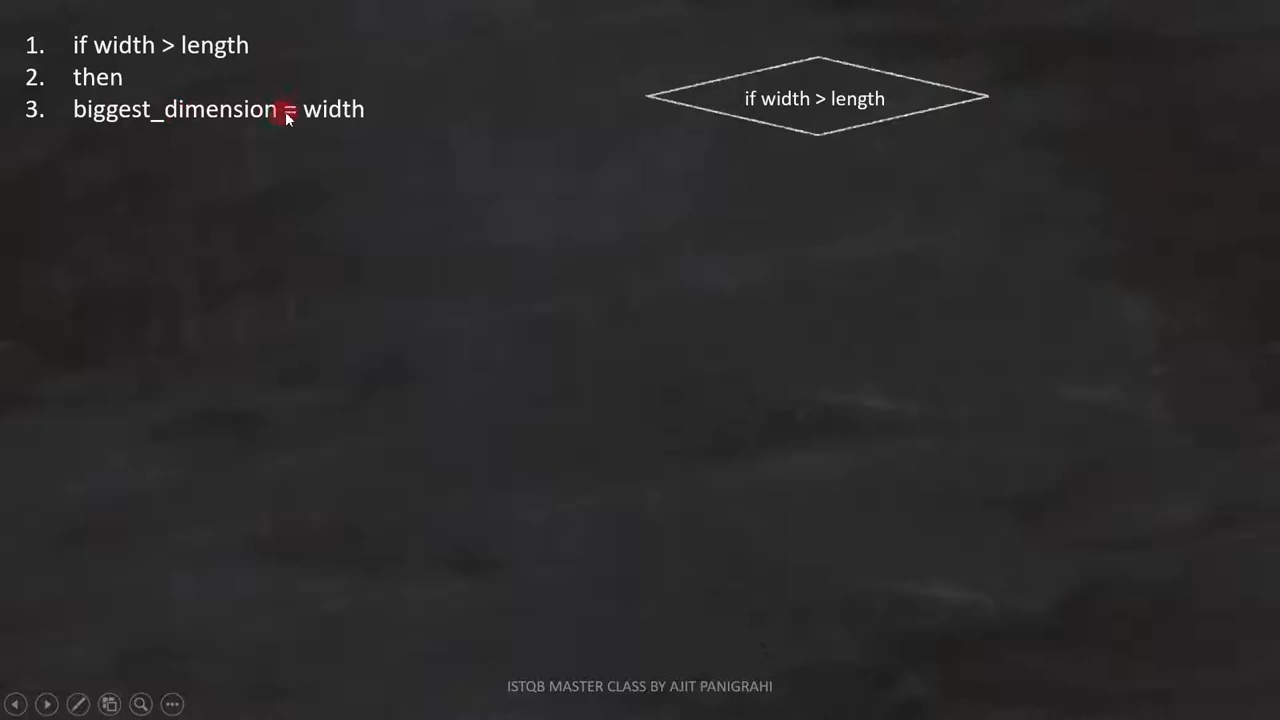 1. if width > length
2. then
3. biggest_dimension = width
if width > length
ISTQB MASTER CLASS BY AJIT PANIGRAHI